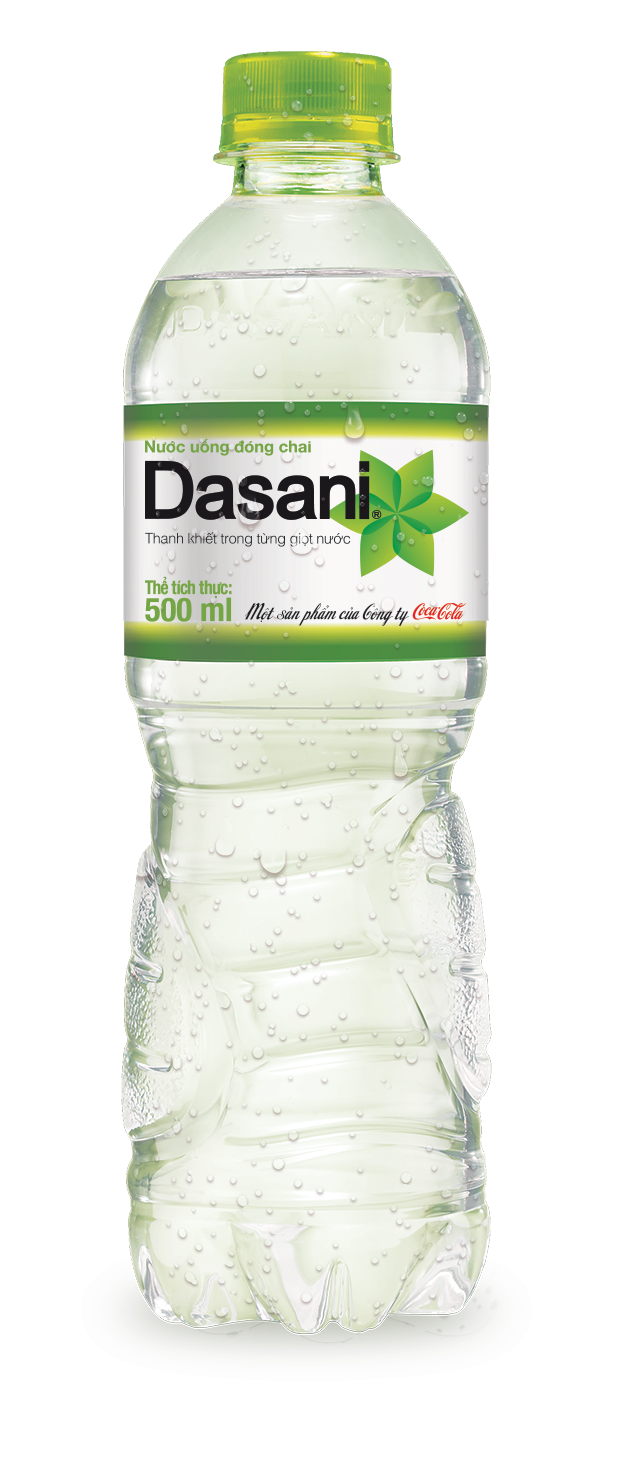 Nước uống đóng chai
Dasani®
Thanh khiết trong từng giọt nước
Thể tích thực:
500 ml
Một sản phẩm của Công ty Coca-Cola